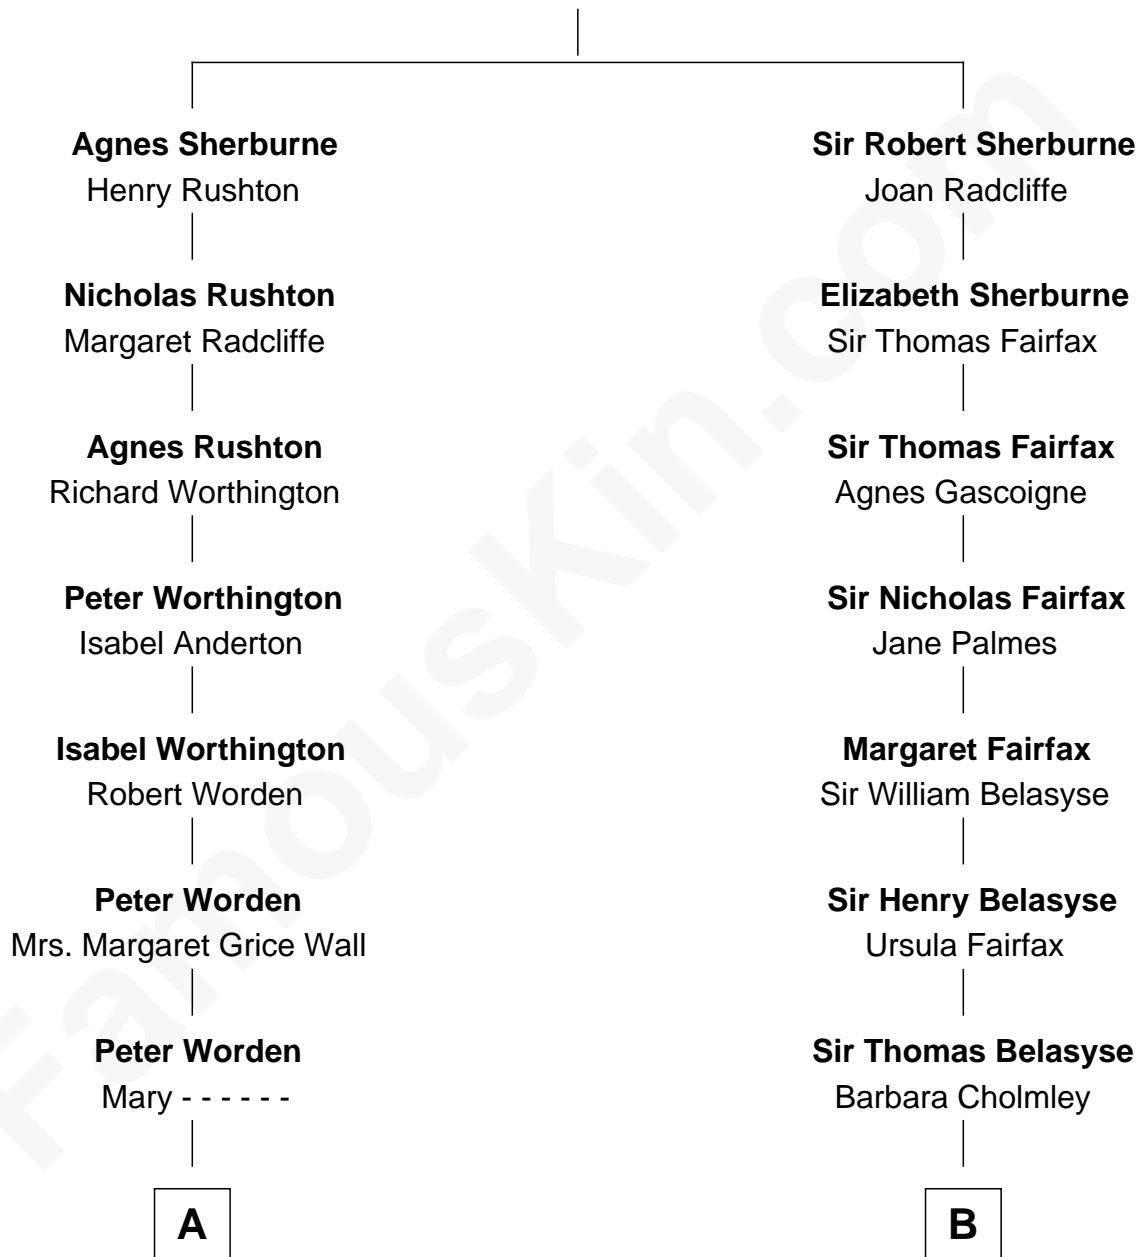 Agnes Sherburne
Henry Rushton
Nicholas Rushton
Margaret Radcliffe
Agnes Rushton
Richard Worthington
Peter Worthington
Isabel Anderton
Isabel Worthington
Robert Worden
Peter Worden
Mrs. Margaret Grice Wall
Peter Worden
Mary - - - - - -
A
Sir Robert Sherburne
Joan Radcliffe
Elizabeth Sherburne
Sir Thomas Fairfax
Sir Thomas Fairfax
Agnes Gascoigne
Sir Nicholas Fairfax
Jane Palmes
Margaret Fairfax
Sir William Belasyse
Sir Henry Belasyse
Ursula Fairfax
Sir Thomas Belasyse
Barbara Cholmley
B
FamousKin.com